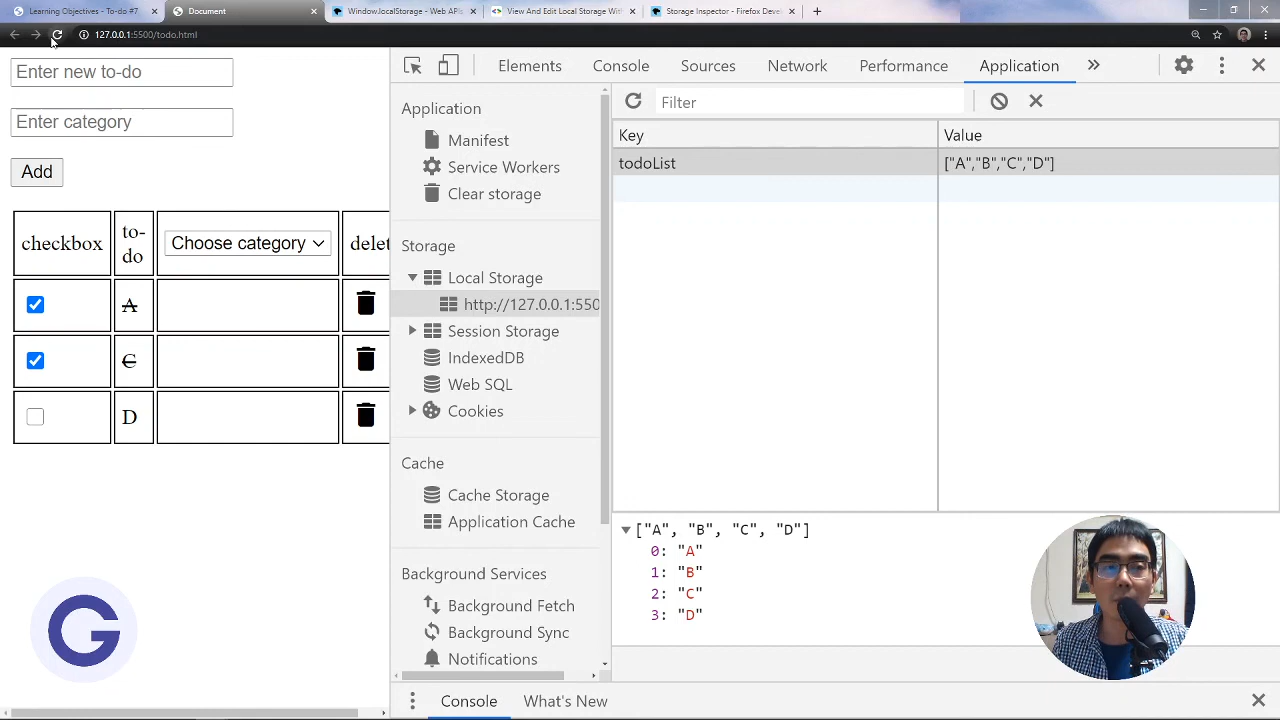 Learning Objectives - To-do #7
Document
Window.localStorage - Web APIs
View And Edit Local Storage With
Storage Inspector - Firefox Deve
127.0.0.1:5500/todo.html
Enter new to-do
Enter category
Add
checkbox
to-
do
Choose category
delet
A
C
D
Elements
Console
Sources
Network
Performance
Application
Application
Manifest
Service Workers
Clear storage
Storage
Local Storage
http://127.0.0.1:550
Session Storage
IndexedDB
Web SQL
Cookies
Cache
Cache Storage
Application Cache
Background Services
Background Fetch
Background Sync
Notifications
Filter
Key
Value
todoList
["A","B","C","D"]
["A", "B", "C", "D"]
0: "A"
1: "B"
2: "C"
3: "D"
G
Console
What's New